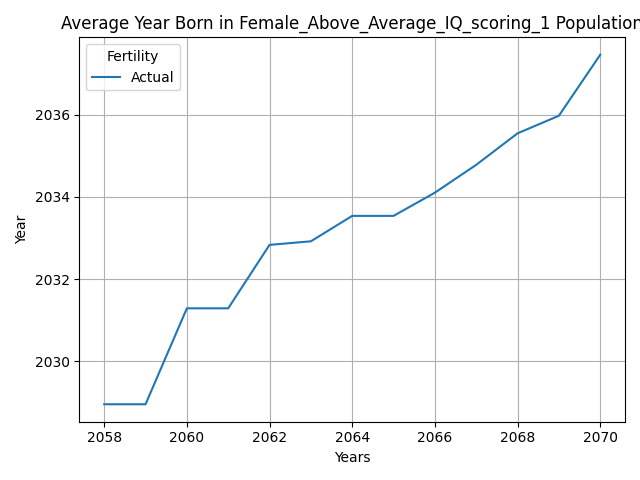 Average Year Born in Female_Above_Average_IQ_scoring_1 Population
Fertility
Actual
2036
2034
2032
2030
Year
2058 2060 2062 2064 2066 2068 2070
Years